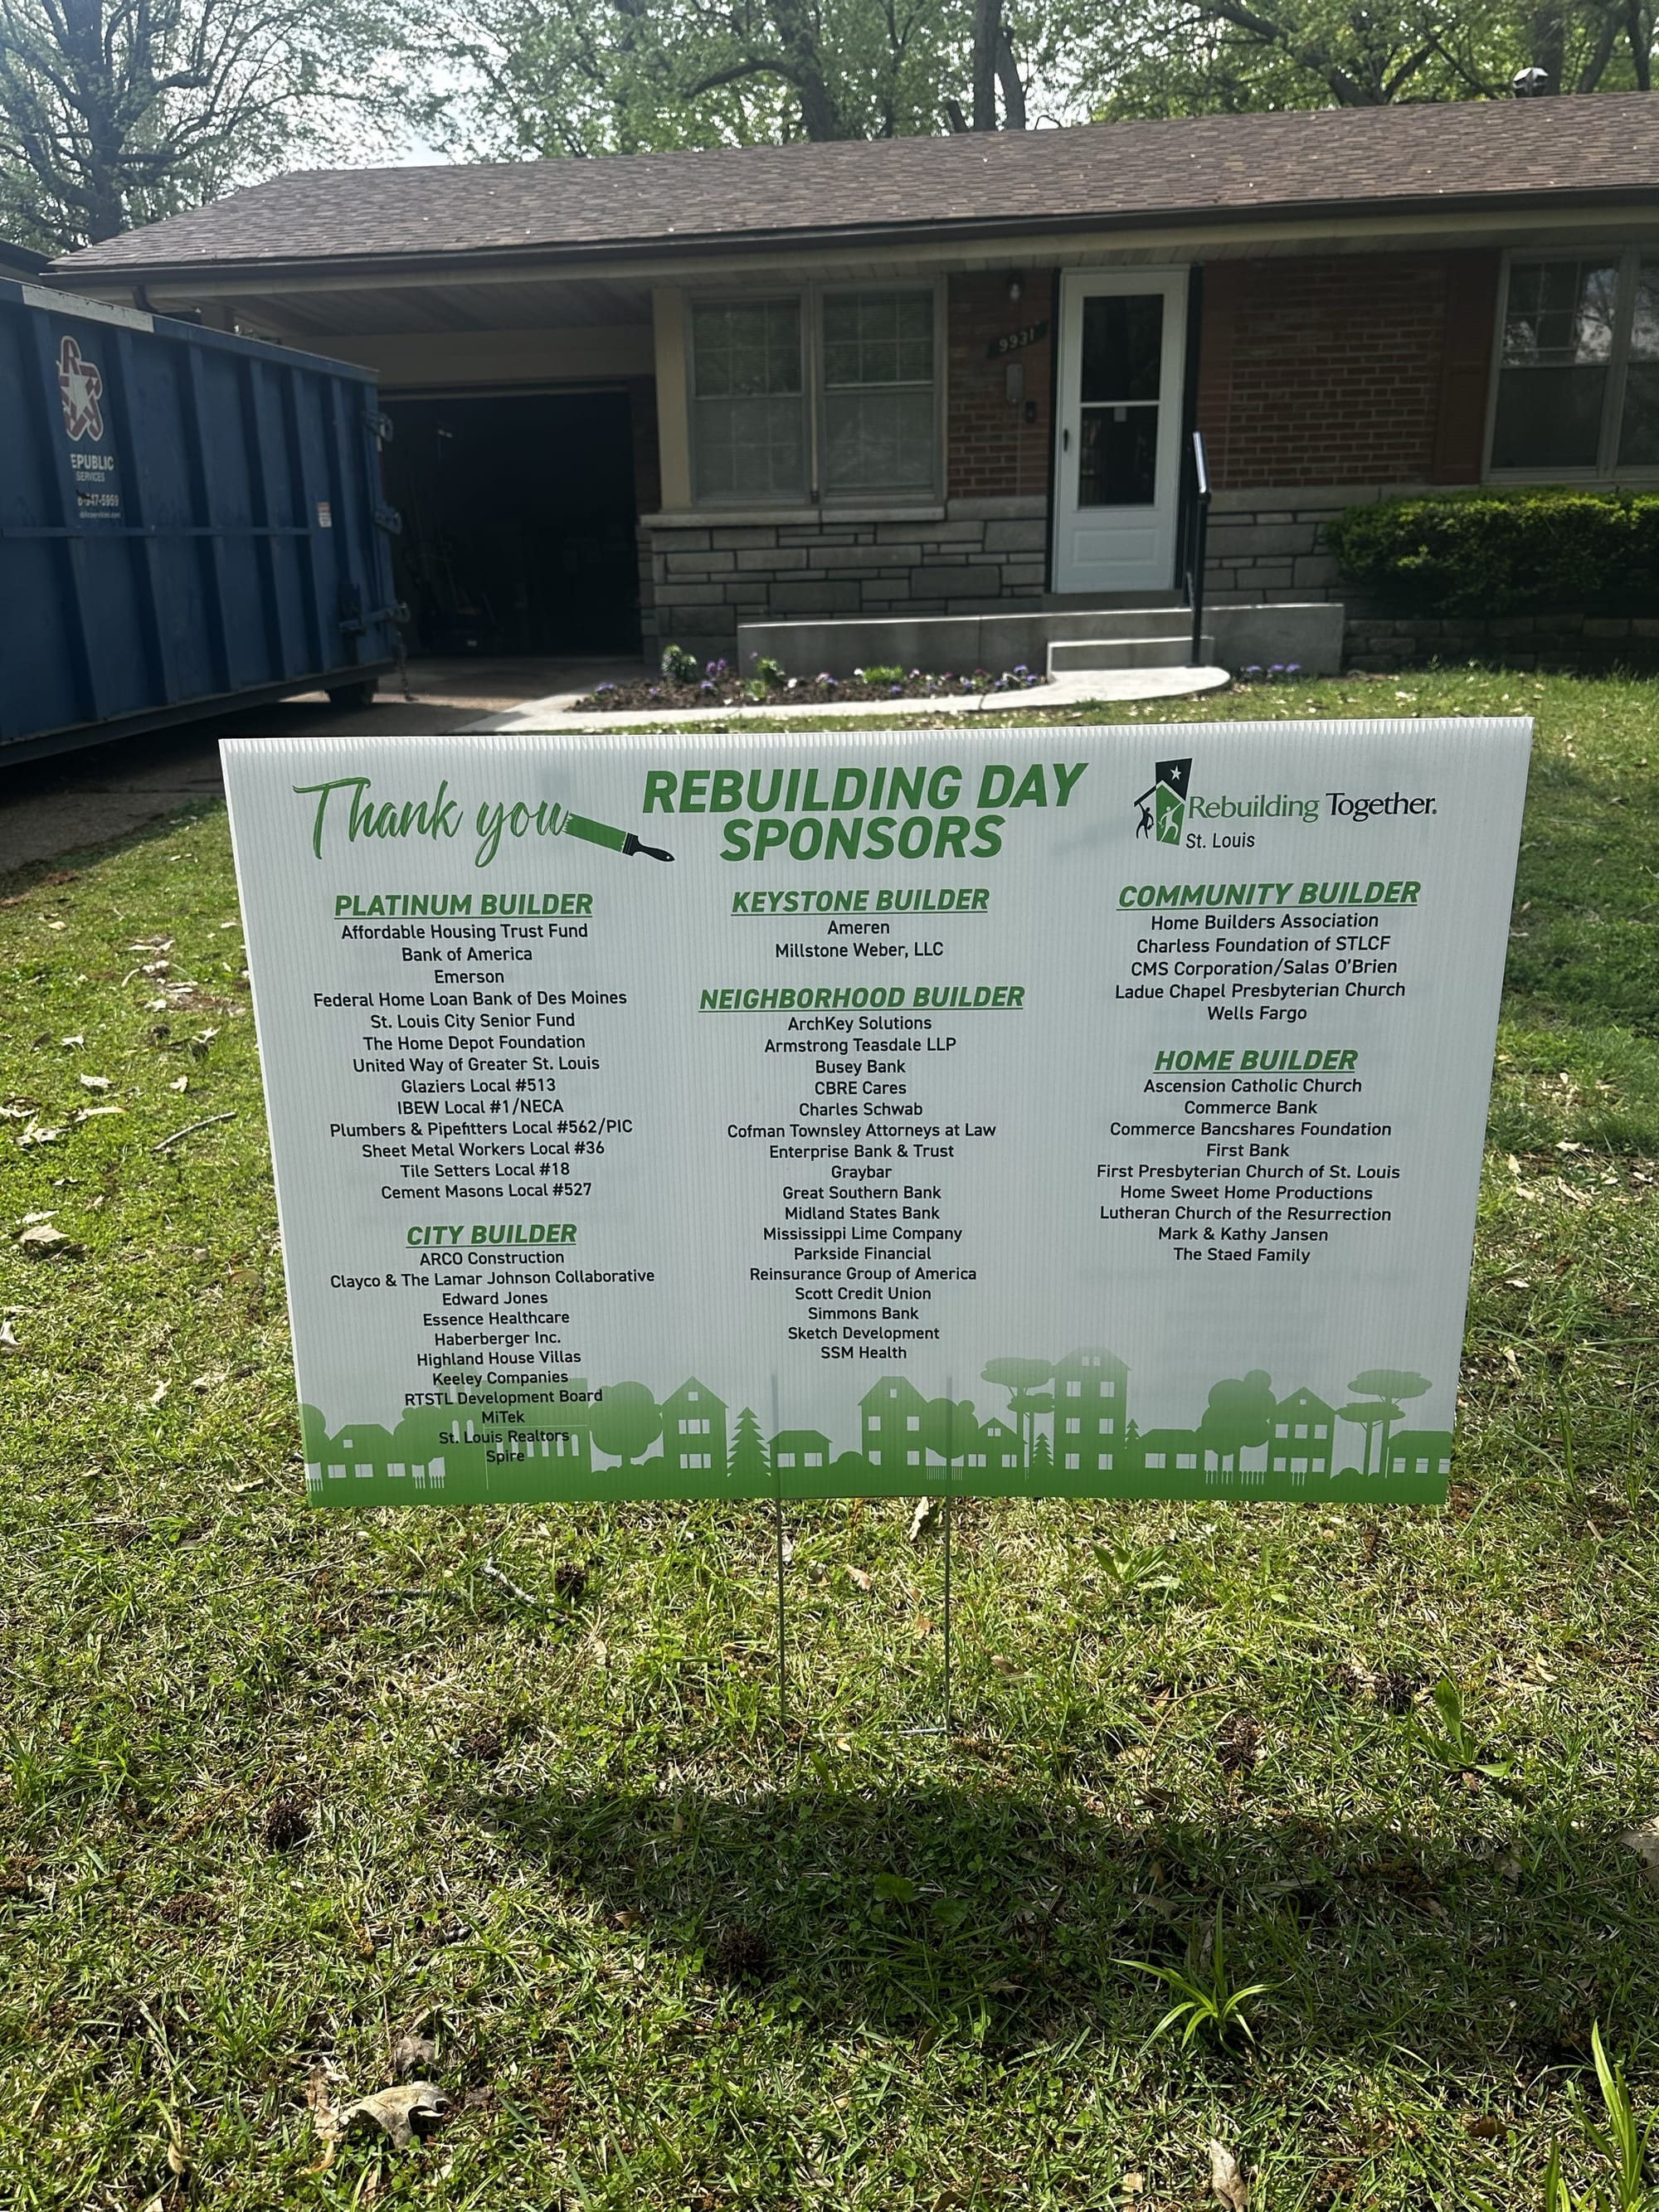 9931
EPUBLIC
SERVICES
Thank you
REBUILDING DAY
SPONSORS
Rebuilding Together.
St. Louis
PLATINUM BUILDER
Affordable Housing Trust Fund
Bank of America
Emerson
Federal Home Loan Bank of Des Moines
St. Louis City Senior Fund
The Home Depot Foundation
United Way of Greater St. Louis
Glaziers Local #513
IBEW Local #1/NECA
Plumbers & Pipefitters Local #562/PIC
Sheet Metal Workers Local #36
Tile Setters Local #18
Cement Masons Local #527
CITY BUILDER
ARCO Construction
Clayco & The Lamar Johnson Collaborative
Edward Jones
Essence Healthcare
Haberberger Inc.
Highland House Villas
Keeley Companies
RTSTL Development Board
MiTek
St. Louis Realtors
Spire
KEYSTONE BUILDER
Ameren
Millstone Weber, LLC
NEIGHBORHOOD BUILDER
ArchKey Solutions
Armstrong Teasdale LLP
Busey Bank
CBRE Cares
Charles Schwab
Cofman Townsley Attorneys at Law
Enterprise Bank & Trust
Graybar
Great Southern Bank
Midland States Bank
Mississippi Lime Company
Parkside Financial
Reinsurance Group of America
Scott Credit Union
Simmons Bank
Sketch Development
SSM Health
COMMUNITY BUILDER
Home Builders Association
Charless Foundation of STLCF
CMS Corporation/Salas O'Brien
Ladue Chapel Presbyterian Church
Wells Fargo
HOME BUILDER
Ascension Catholic Church
Commerce Bank
Commerce Bancshares Foundation
First Bank
First Presbyterian Church of St. Louis
Home Sweet Home Productions
Lutheran Church of the Resurrection
Mark & Kathy Jansen
The Staed Family